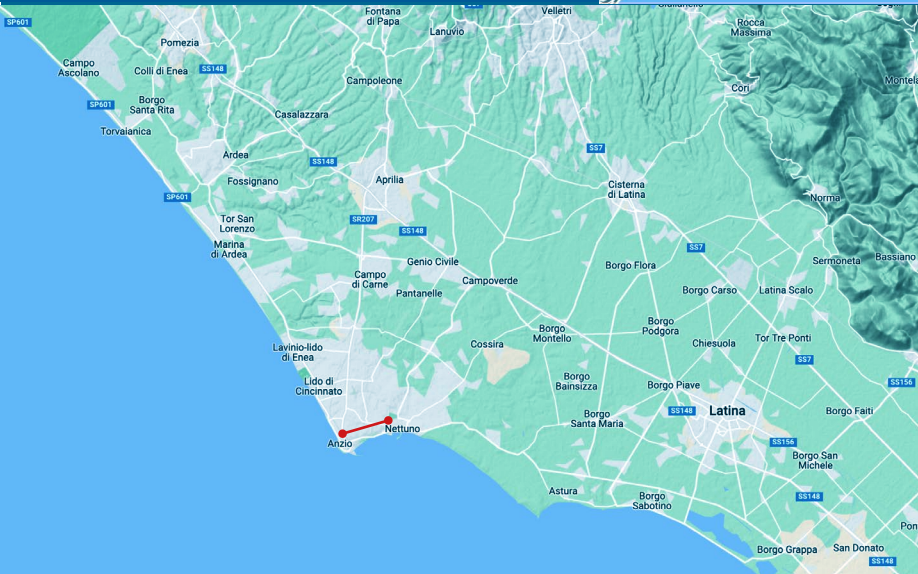 SP601
Fontana
di Papa
Velletri
Lanuvio
Rocca
Massima
Pomezia
Campo
Ascolano
Colli di Enea
SS148
Campoleone
Cori
SP601
Borgo
Santa Rita
Casalazzara
Torvaianica
SS7
Ardea
SS148
Fossignano
Aprilia
Cisterna
di Latina
SP601
Norma
Tor San
Lorenzo
SR207
SS148
Marina
di Ardea
SS7
Genio Civile
Borgo Flora
Sermoneta
Bassiano
Campo
di Carne
Campoverde
Pantanelle
Borgo Carso
Latina Scalo
Borgo
Montello
Borgo
Podgora
Cossira
Chiesuola
Tor Tre Ponti
Lavinio-lido
di Enea
SS7
Lido di
Cincinnato
Borgo
Bainsizza
Borgo Piave
SS156
SS148
Latina
Borgo Faiti
Borgo
Santa Maria
Nettuno
Anzio
SS156
Borgo San
Michele
Astura
Borgo
Sabotino
SS148
Borgo Grappa
San Donato
SS148